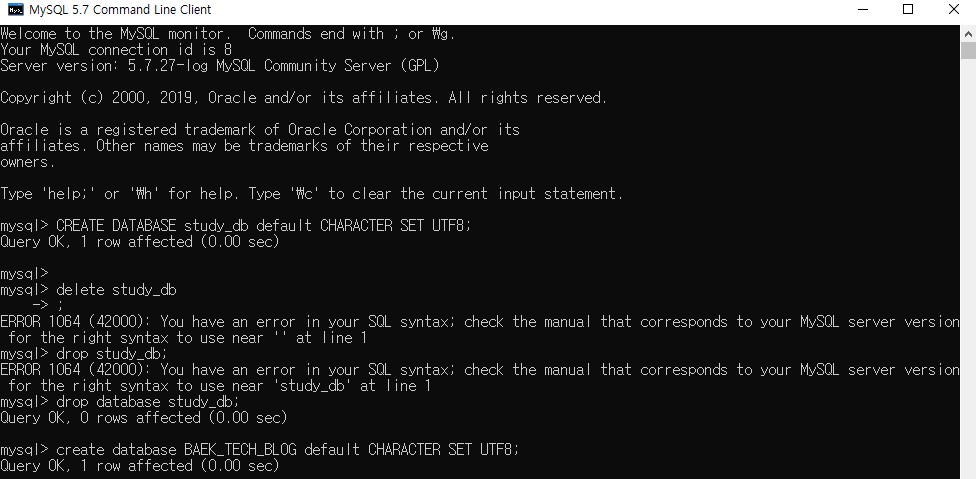 MySQL 5.7 Command Line Client
Welcome to the MySQL monitor.  Commands end with ; or ₩g.
Your MySQL connection id is 8
Server version: 5.7.27-log MySQL Community Server (GPL)
Copyright (c) 2000, 2019, Oracle and/or its affiliates. All rights reserved.
Oracle is a registered trademark of Oracle Corporation and/or its
affiliates. Other names may be trademarks of their respective
owners.
Type 'help;' or '₩h' for help. Type '₩c' to clear the current input statement.
mysql> CREATE DATABASE study_db default CHARACTER SET UTF8;
Query OK, 1 row affected (0.00 sec)
mysql>
mysql> delete study_db
    -> ;
ERROR 1064 (42000): You have an error in your SQL syntax; check the manual that corresponds to your MySQL server version
 for the right syntax to use near '' at line 1
mysql> drop study_db;
ERROR 1064 (42000): You have an error in your SQL syntax; check the manual that corresponds to your MySQL server version
 for the right syntax to use near 'study_db' at line 1
mysql> drop database study_db;
Query OK, 0 rows affected (0.00 sec)
mysql> create database BAEK_TECH_BLOG default CHARACTER SET UTF8;
Query OK, 1 row affected (0.00 sec)